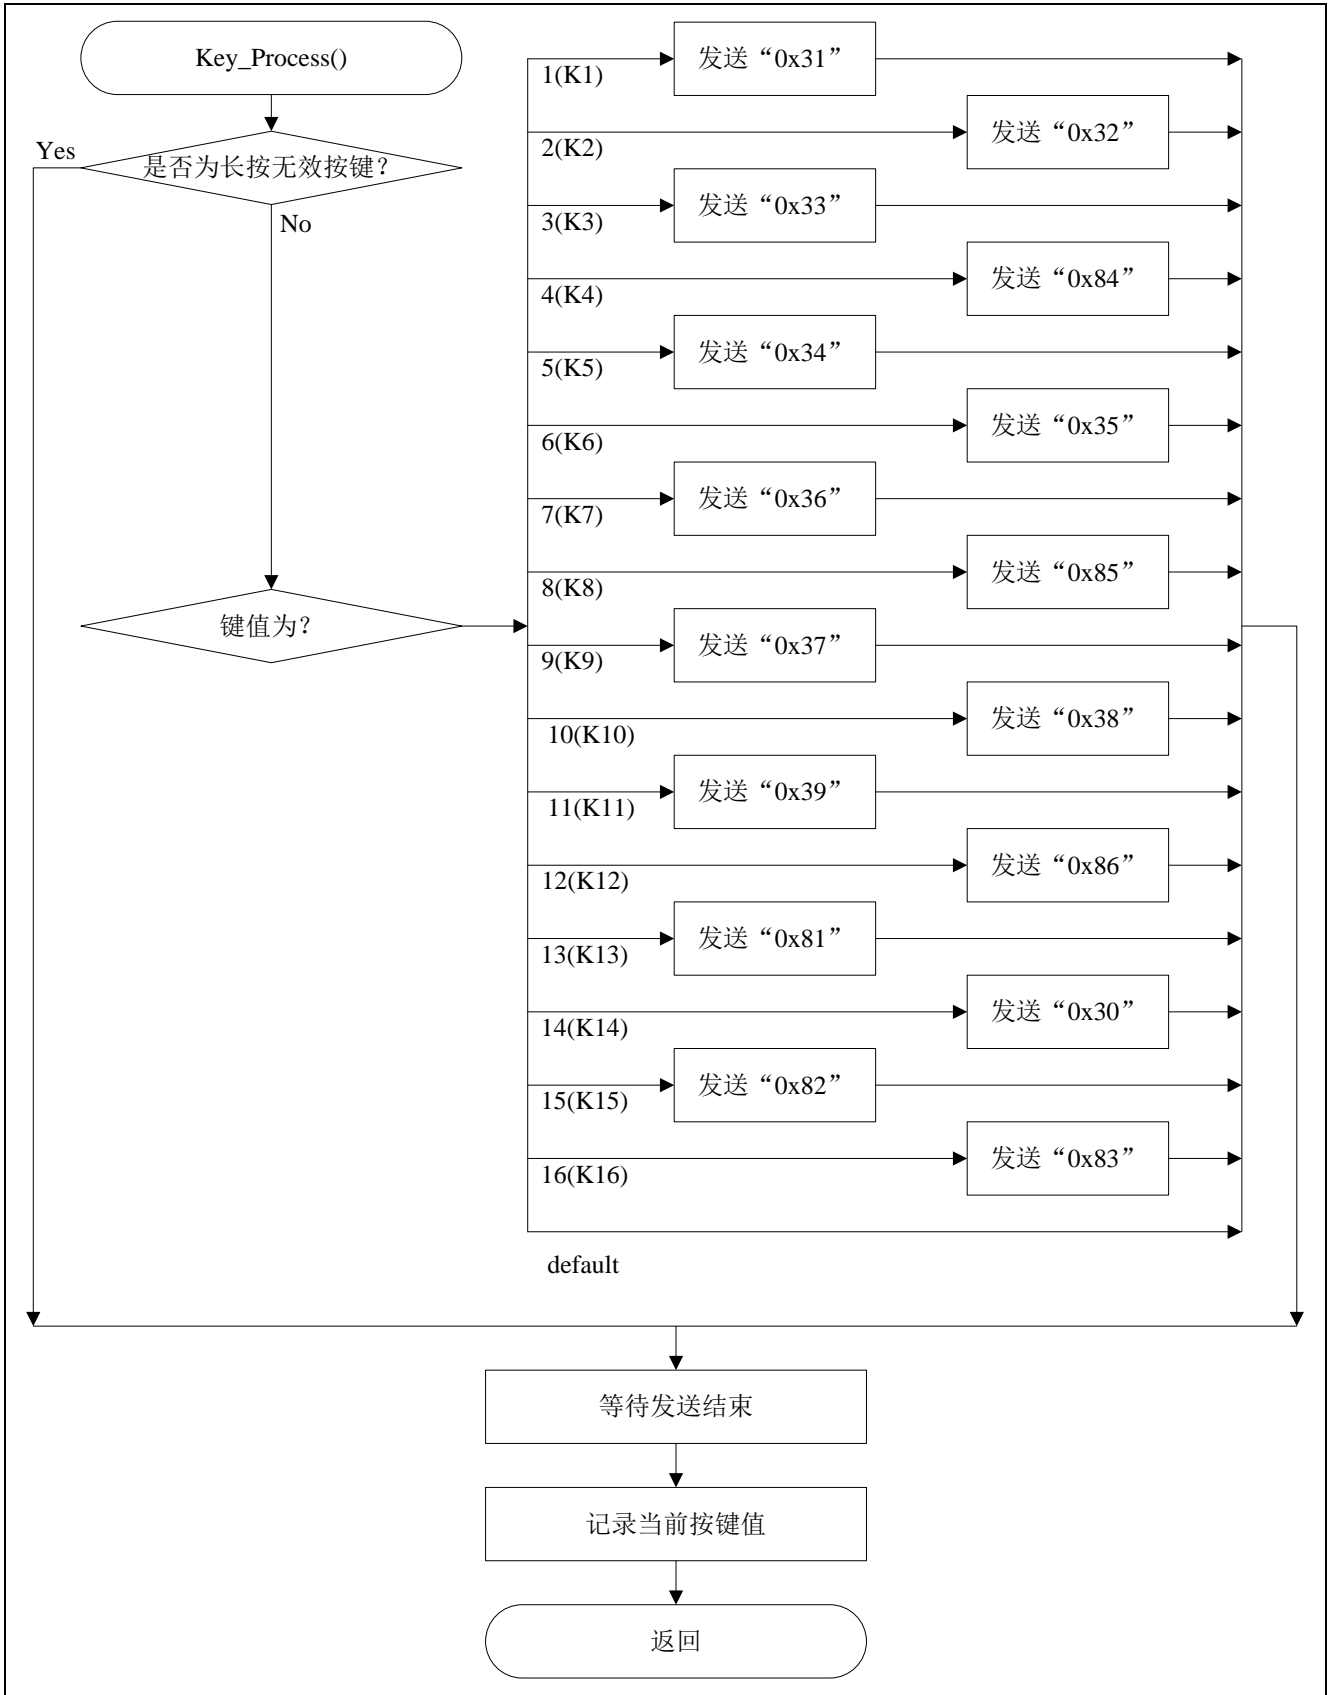 Key_Process()
是否为长按无效按键？
Yes
No
键值为？
1(K1)
发送“0x31”
2(K2)
发送“0x32”
3(K3)
发送“0x33”
4(K4)
发送“0x84”
5(K5)
发送“0x34”
6(K6)
发送“0x35”
7(K7)
发送“0x36”
8(K8)
发送“0x85”
9(K9)
发送“0x37”
10(K10)
发送“0x38”
11(K11)
发送“0x39”
12(K12)
发送“0x86”
13(K13)
发送“0x81”
14(K14)
发送“0x30”
15(K15)
发送“0x82”
16(K16)
发送“0x83”
default
等待发送结束
记录当前按键值
返回